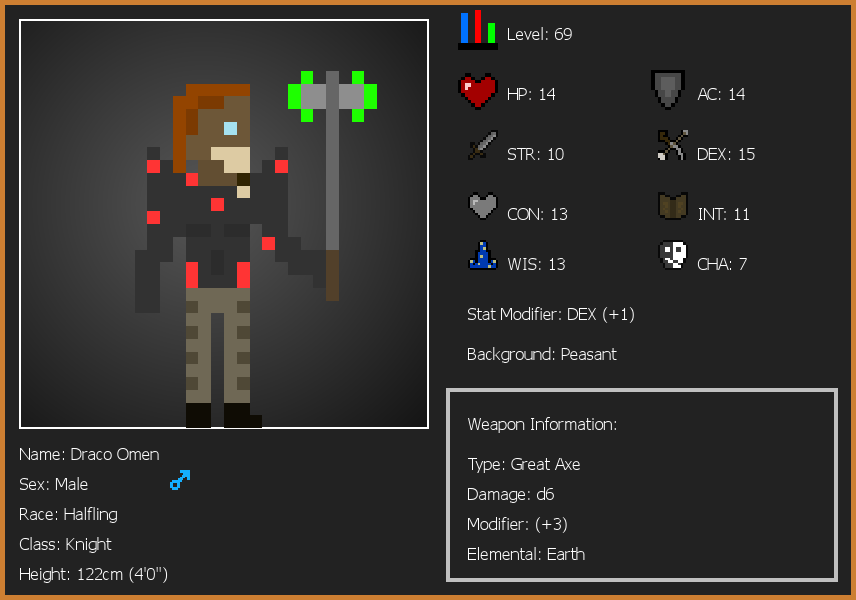 Level: 69
HP: 14
AC: 14
STR: 10
DEX: 15
CON: 13
INT: 11
WIS: 13
CHA: 7
Stat Modifier: DEX (+1)
Background: Peasant
Weapon Information:
Type: Great Axe
Damage: d6
Modifier: (+3)
Elemental: Earth
Name: Draco Omen
Sex: Male
Race: Halfling
Class: Knight
Height: 122cm (4'0")